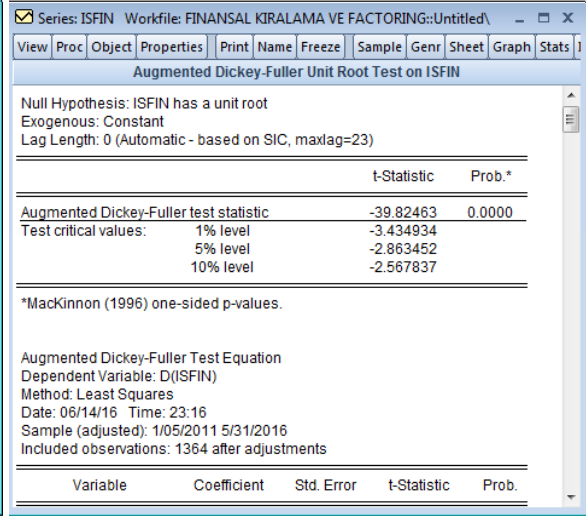 Series: ISFIN Workfile: FINANSAL KIRALAMA VE FACTORING::Untitled\
View Proc Object Properties Print Name Freeze Sample Genr Sheet Graph Stats
Augmented Dickey-Fuller Unit Root Test on ISFIN
Null Hypothesis: ISFIN has a unit root
Exogenous: Constant
Lag Length: 0 (Automatic - based on SIC, maxlag=23)
t-Statistic Prob.*
Augmented Dickey-Fuller test statistic -39.82463 0.0000
Test critical values: 1% level -3.434934
5% level -2.863452
10% level -2.567837
*MacKinnon (1996) one-sided p-values.
Augmented Dickey-Fuller Test Equation
Dependent Variable: D(ISFIN)
Method: Least Squares
Date: 06/14/16 Time: 23:16
Sample (adjusted): 1/05/2011 5/31/2016
Included observations: 1364 after adjustments
Variable Coefficient Std. Error t-Statistic Prob.